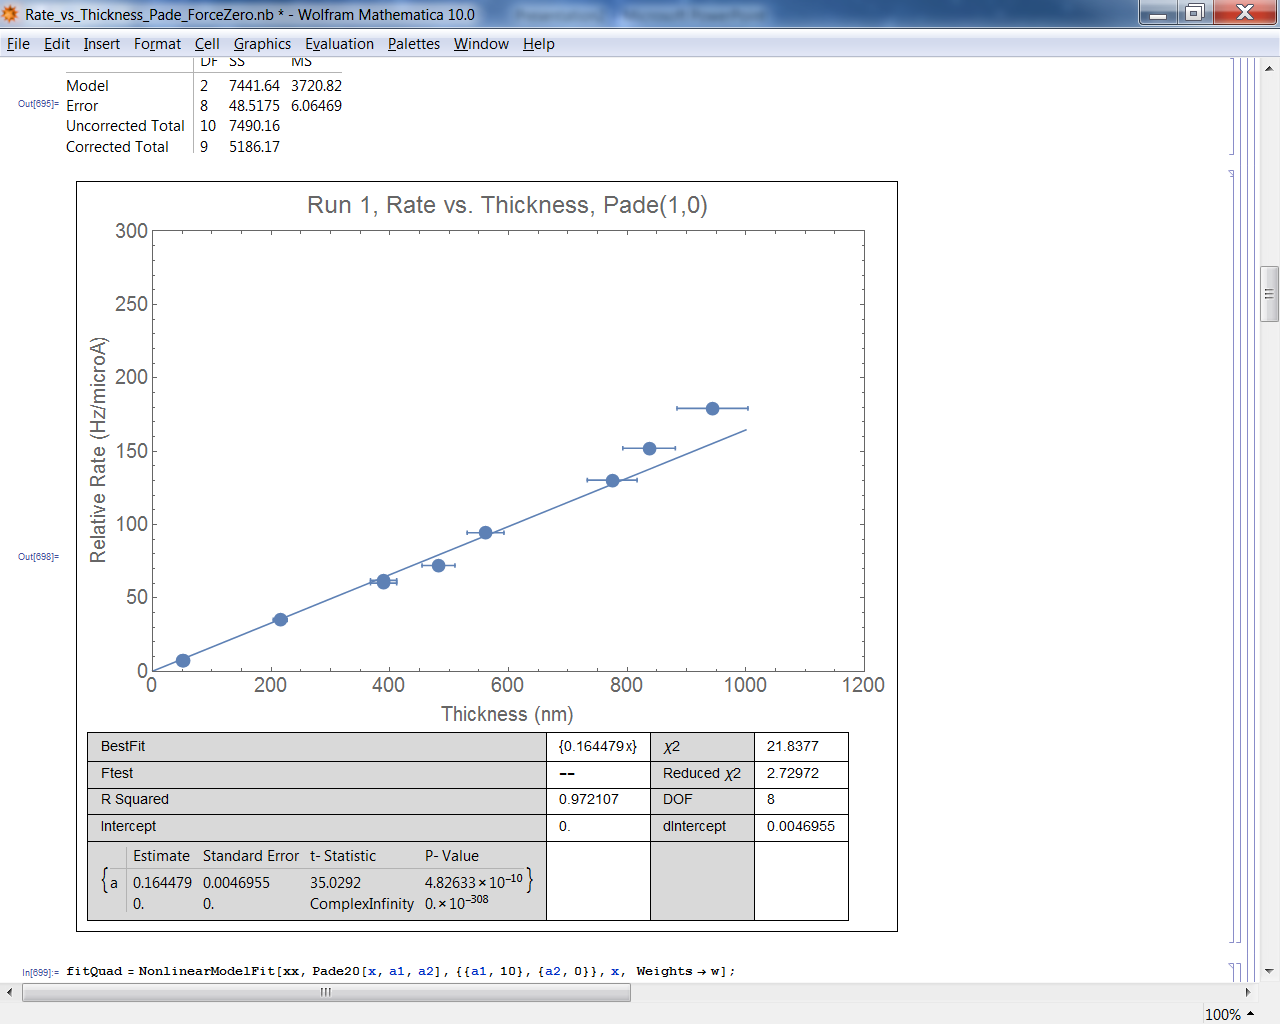 Rate_vs_Thickness_Pade_ForceZero.nb * - Wolfram Mathematica 10.0
File Edit Insert Format Cell Graphics Evaluation Palettes Window Help
DF SS MS
Model 2 7441.64 3720.82
Out[695]= Error 8 48.5175 6.06469
Uncorrected Total 10 7490.16
Corrected Total 9 5186.17
Run 1, Rate vs. Thickness, Pade(1,0)
300
250
200
150
100
50
0
Relative Rate (Hz/microA)
Out[698]=
0 200 400 600 800 1000 1200
Thickness (nm)
BestFit {0.164479x} χ2 21.8377
Ftest -- Reduced χ2 2.72972
R Squared 0.972107 DOF 8
Intercept 0. dIntercept 0.0046955
Estimate Standard Error t- Statistic P- Value
{a 0.164479 0.0046955 35.0292 4.82633×10⁻¹⁰}
0. 0. ComplexInfinity 0.×10⁻³⁰⁸
In[699]:= fitQuad = NonlinearModelFit[xx, Pade20[x, a1, a2], {{a1, 10}, {a2, 0}}, x, Weights → w];
100%